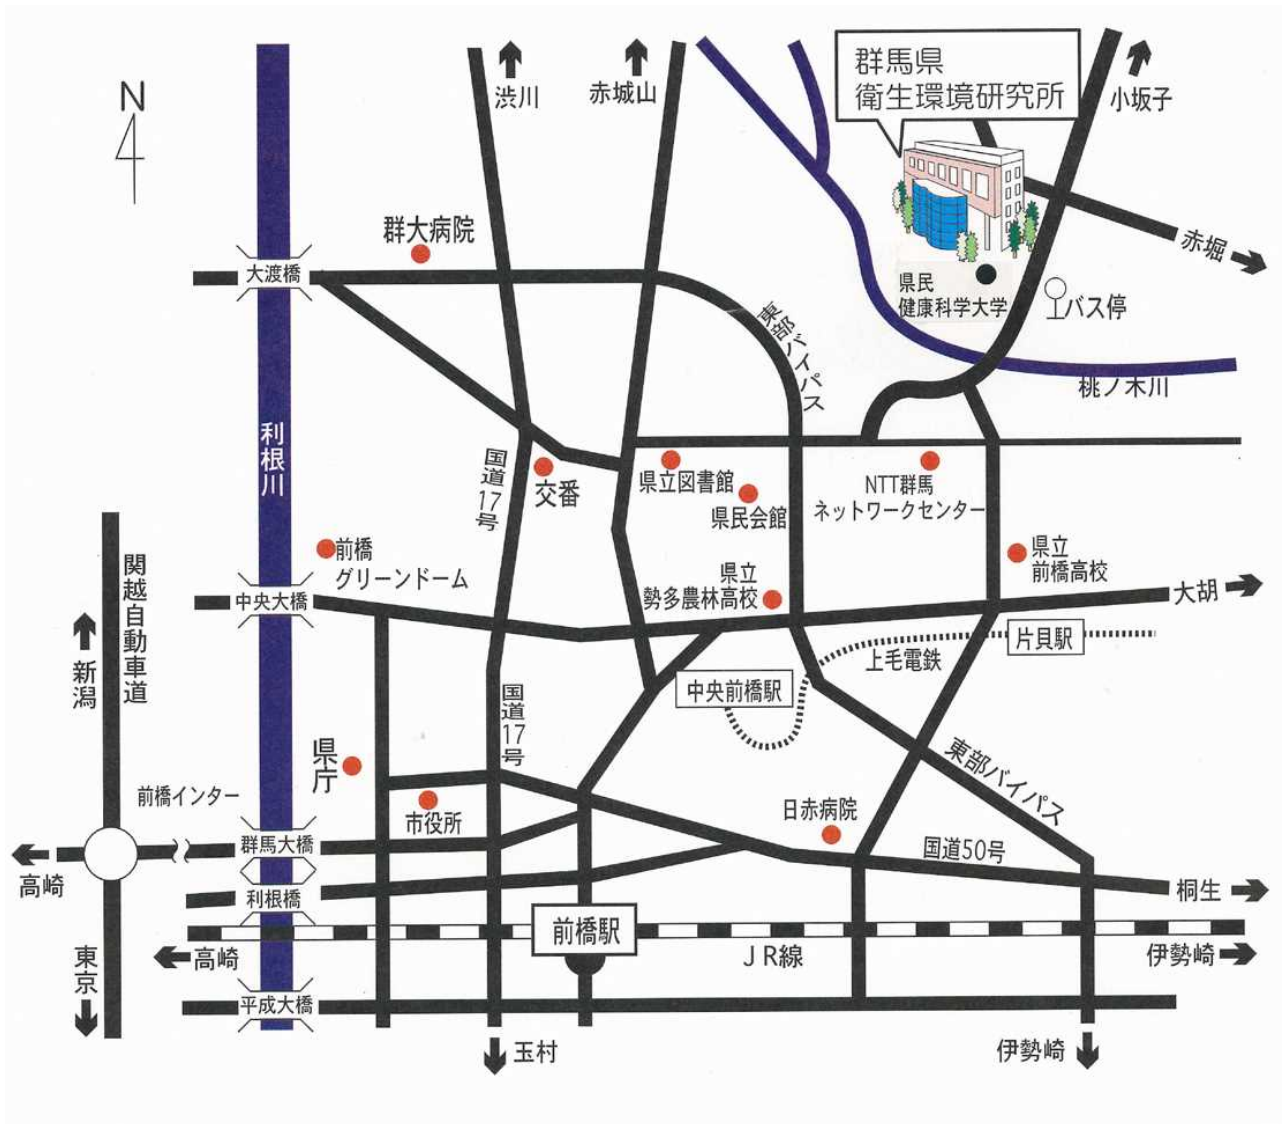 群馬県
衛生環境研究所
N
渋川
赤城山
小坂子
群大病院
赤堀
大渡橋
県民
健康科学大学
バス停
東部バイパス
桃ノ木川
利根川
国道17号
交番
県立図書館
県民会館
NTT群馬
ネットワークセンター
前橋
グリーンドーム
県立
勢多農林高校
県立
前橋高校
関越自動車道
中央大橋
大胡
新潟
上毛電鉄
片貝駅
中央前橋駅
国道17号
県庁
前橋インター
市役所
日赤病院
東部バイパス
群馬大橋
国道50号
高崎
利根橋
桐生
前橋駅
高崎
JR線
伊勢崎
東京
平成大橋
玉村
伊勢崎